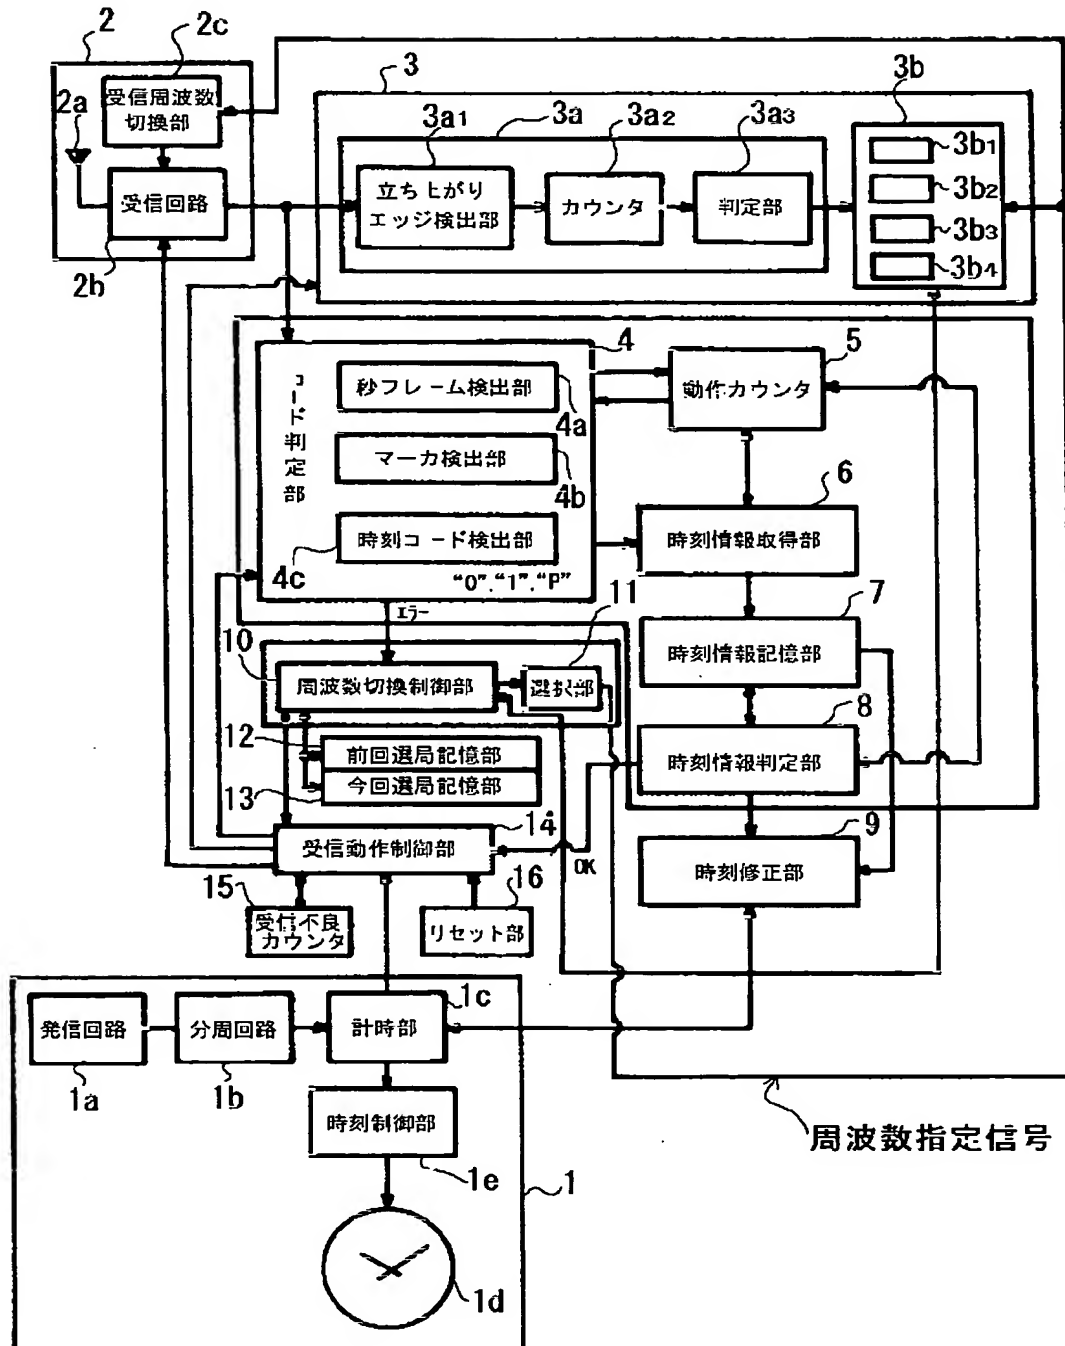 2
2c
3
3b
2a
受信周波数
切換部
3a1
3a
3a2
3a3
3b1
立ち上がり
エッジ検出部
カウンタ
判定部
3b2
受信回路
3b3
2b
3b4
4
5
コード判定部
秒フレーム検出部
動作カウンタ
4a
マーカ検出部
4b
6
時刻コード検出部
時刻情報取得部
4c
“0”.“1”.“P”
11
7
エラー
10
周波数切換制御部
選択部
時刻情報記憶部
8
12
前回選局記憶部
時刻情報判定部
13
今回選局記憶部
14
9
受信動作制御部
OK
時刻修正部
15
16
受信不良
カウンタ
リセット部
1c
発信回路
分周回路
計時部
1a
1b
時刻制御部
周波数指定信号
1e
1
1d